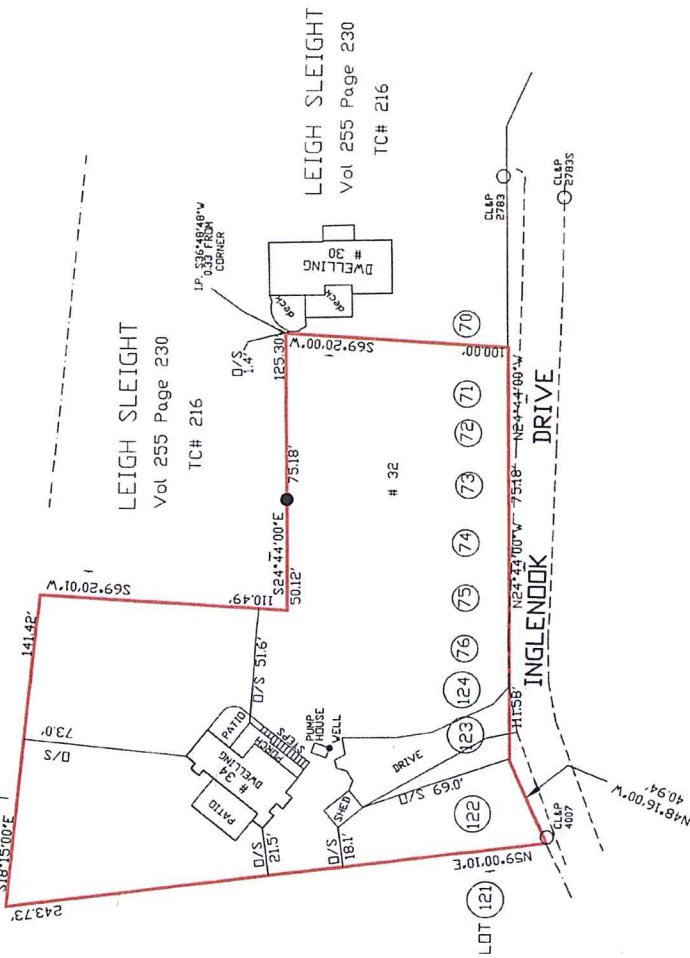 LEIGH SLEIGHT
Vol 255 Page 230
TC# 216
LEIGH SLEIGHT
Vol 255 Page 230
TC# 216
I.P. S36°48'48"W
0.33 FROM
CORNER
DWELLING
# 30
deck
deck
O/S
1.4'
125.30
S69°20'00"W
100.00'
70
71
72
73
74
75
76
124
123
122
LOT 121
CL&P
2783
CL&P
2783S
CL&P
4007
N24°44'00"W
75.18'
N24°44'00"W
111.58'
INGLENOOK DRIVE
N48°16'00"W
40.94'
# 32
75.18'
S24°44'00"E
50.12'
110.49'
S69°20'01"W
141.42'
S18°15'00"E
243.73'
N59°00'10"E
O/S
73.0'
O/S 51.6'
O/S
21.5'
O/S
18.1'
O/S 69.0'
PATIO
DWELLING
# 34
PATIO
PORCH
STEPS
PUMP
HOUSE
WELL
SHED
DRIVE